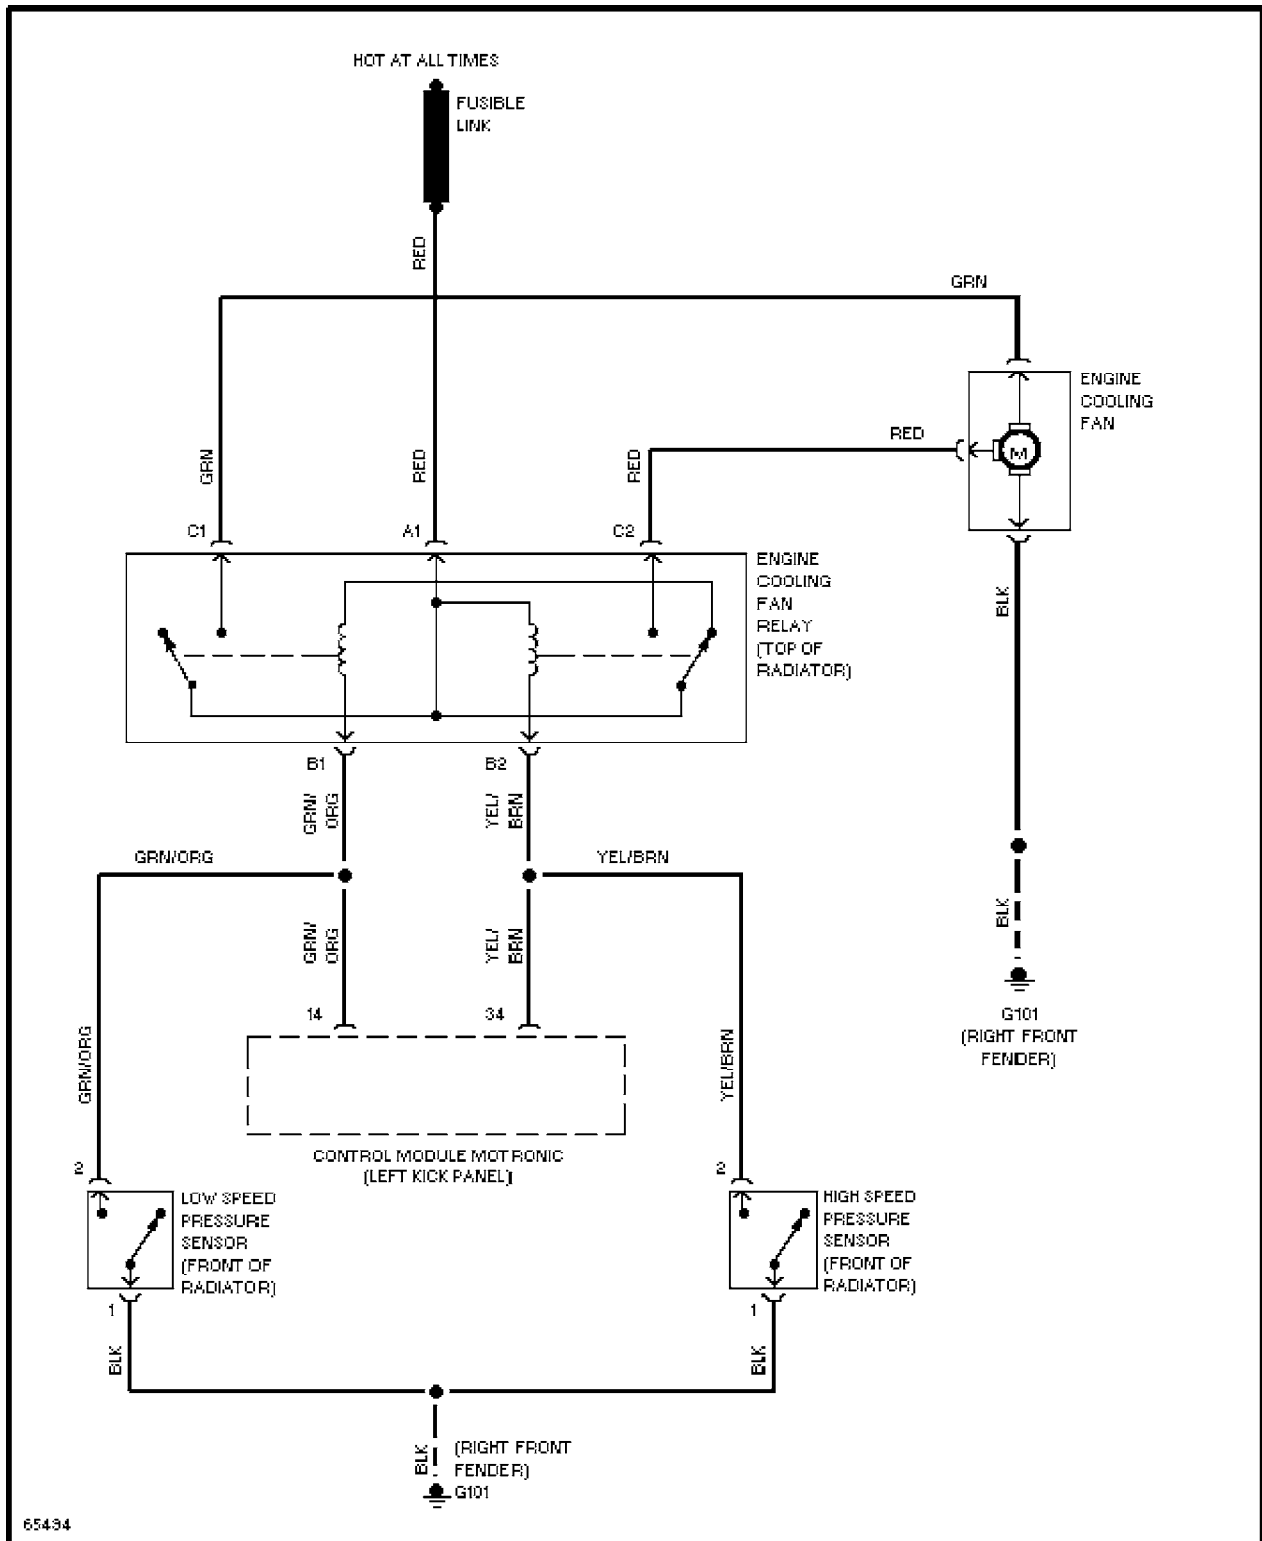 HOT AT ALL TIMES
FUSIBLE
LINK
RED
GRN
ENGINE
COOLING
FAN
M
RED
GRN
RED
RED
C1
A1
C2
ENGINE
COOLING
FAN
RELAY
(TOP OF
RADIATOR)
BLK
B1
B2
GRN/
ORG
YEL/
BRN
GRN/ORG
YEL/BRN
GRN/
ORG
YEL/
BRN
BLK
14
34
G101
(RIGHT FRONT
FENDER)
GRN/ORG
YEL/BRN
CONTROL MODULE MOTRONIC
(LEFT KICK PANEL)
2
2
LOW SPEED
PRESSURE
SENSOR
(FRONT OF
RADIATOR)
HIGH SPEED
PRESSURE
SENSOR
(FRONT OF
RADIATOR)
1
1
BLK
BLK
BLK
(RIGHT FRONT
FENDER)
G101
65494